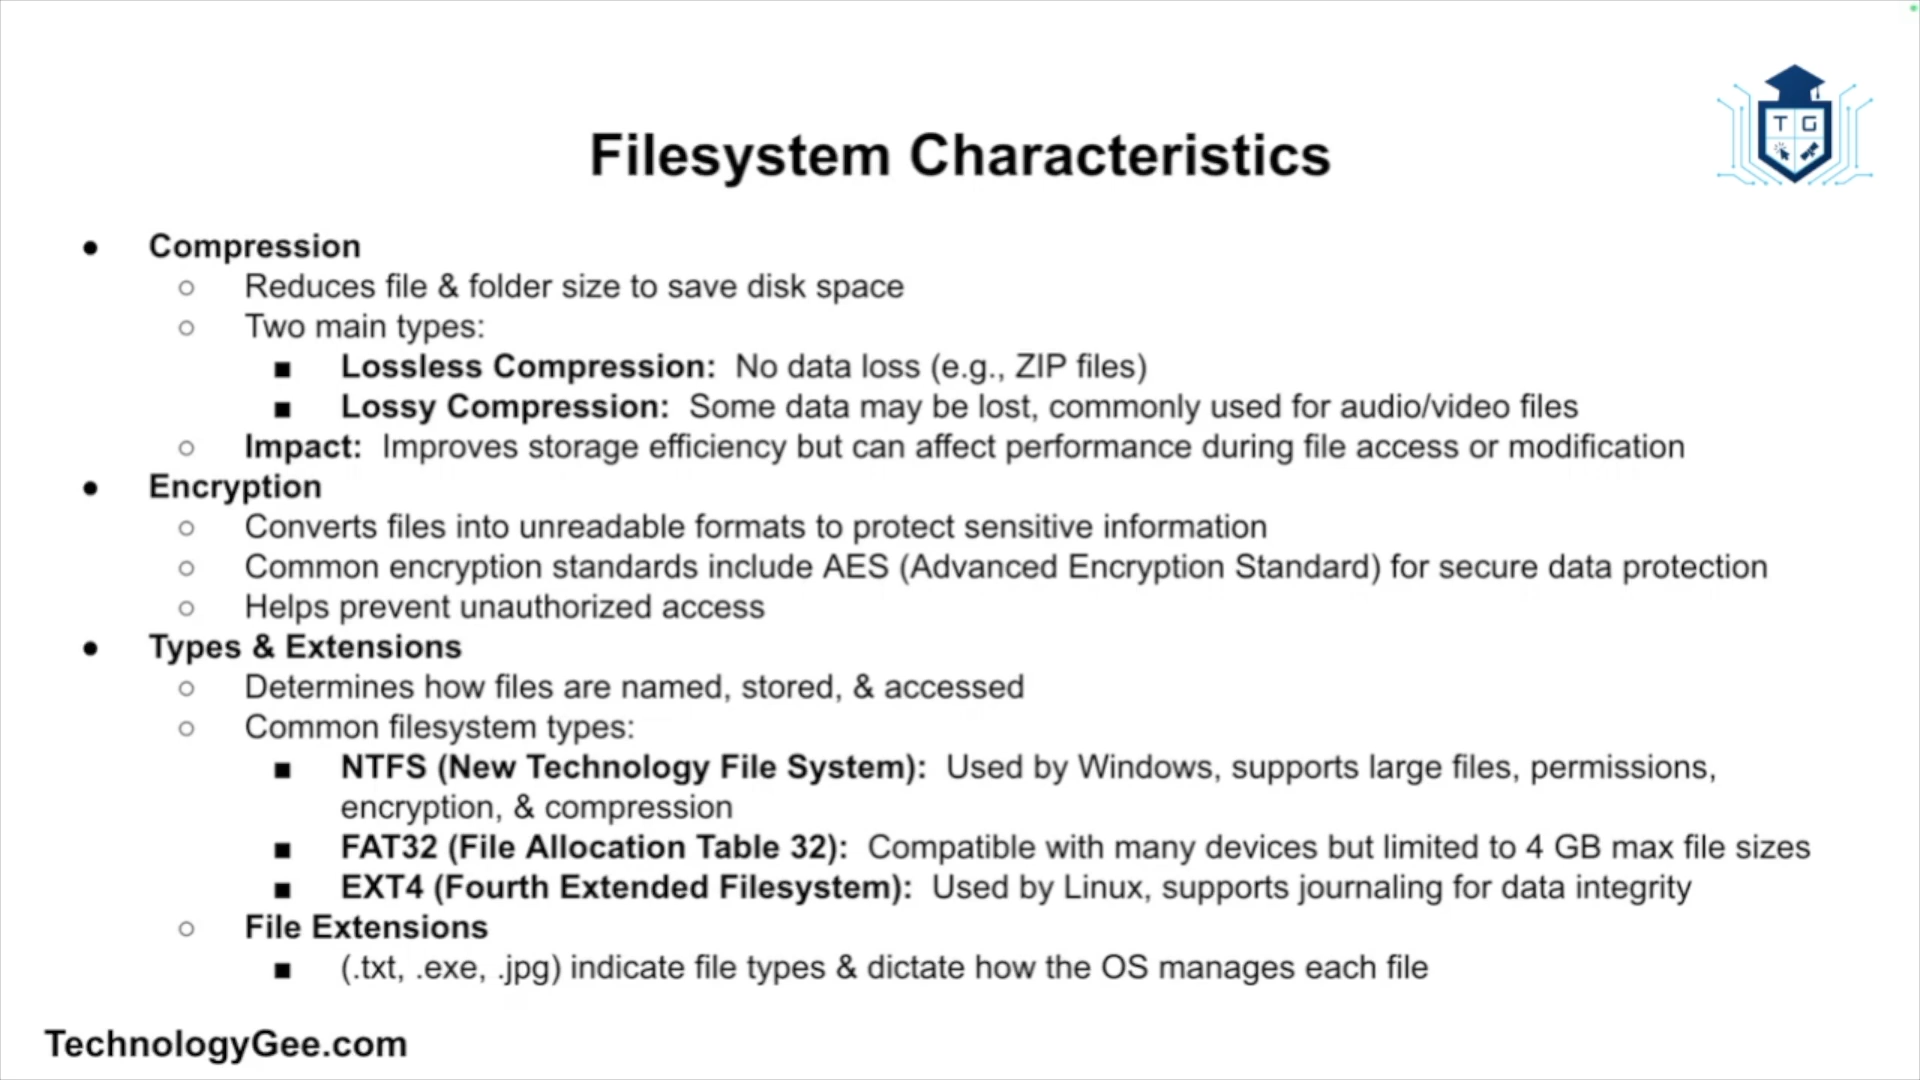 T G
Filesystem Characteristics
● Compression
○ Reduces file & folder size to save disk space
○ Two main types:
■ Lossless Compression: No data loss (e.g., ZIP files)
■ Lossy Compression: Some data may be lost, commonly used for audio/video files
○ Impact: Improves storage efficiency but can affect performance during file access or modification
● Encryption
○ Converts files into unreadable formats to protect sensitive information
○ Common encryption standards include AES (Advanced Encryption Standard) for secure data protection
○ Helps prevent unauthorized access
● Types & Extensions
○ Determines how files are named, stored, & accessed
○ Common filesystem types:
■ NTFS (New Technology File System): Used by Windows, supports large files, permissions,
encryption, & compression
■ FAT32 (File Allocation Table 32): Compatible with many devices but limited to 4 GB max file sizes
■ EXT4 (Fourth Extended Filesystem): Used by Linux, supports journaling for data integrity
○ File Extensions
■ (.txt, .exe, .jpg) indicate file types & dictate how the OS manages each file
TechnologyGee.com